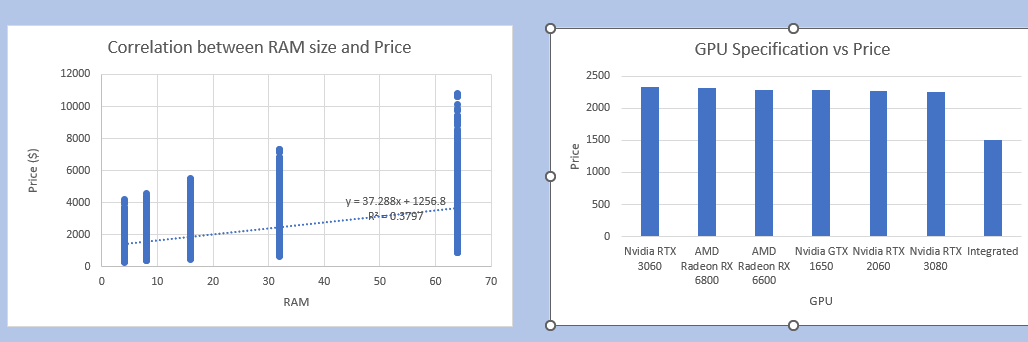 Correlation between RAM size and Price
12000
10000
8000
6000
4000
2000
0
Price ($)
y = 37.288x + 1256.8
R² = 0.3797
0 10 20 30 40 50 60 70
RAM
GPU Specification vs Price
2500
2000
1500
1000
500
0
Price
Nvidia RTX AMD AMD Nvidia GTX Nvidia RTX Nvidia RTX Integrated
3060 Radeon RX Radeon RX 1650 2060 3080
6800 6600
GPU